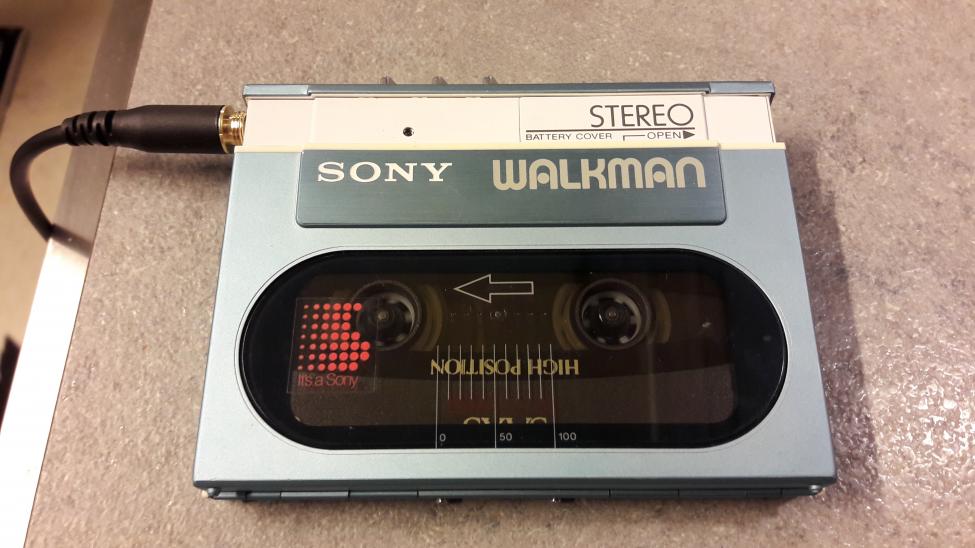 STEREO
BATTERY COVER OPEN
SONY WALKMAN
It's a Sony
HIGH POSITION
0 50 100